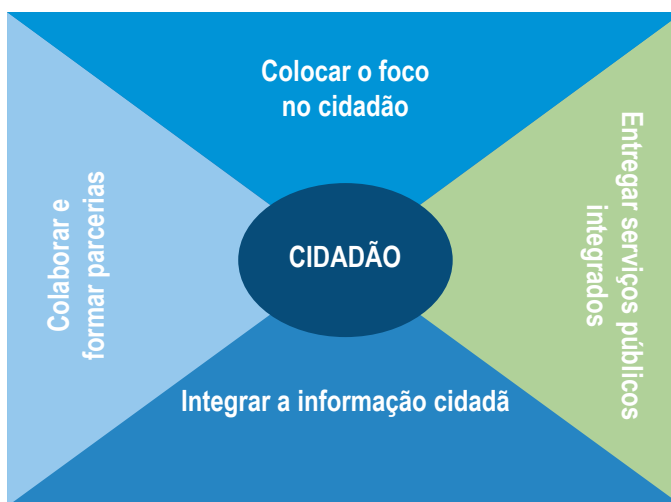 Colocar o foco
no cidadão
Colaborar e
formar parcerias
CIDADÃO
Entregar serviços públicos
integrados
Integrar a informação cidadã